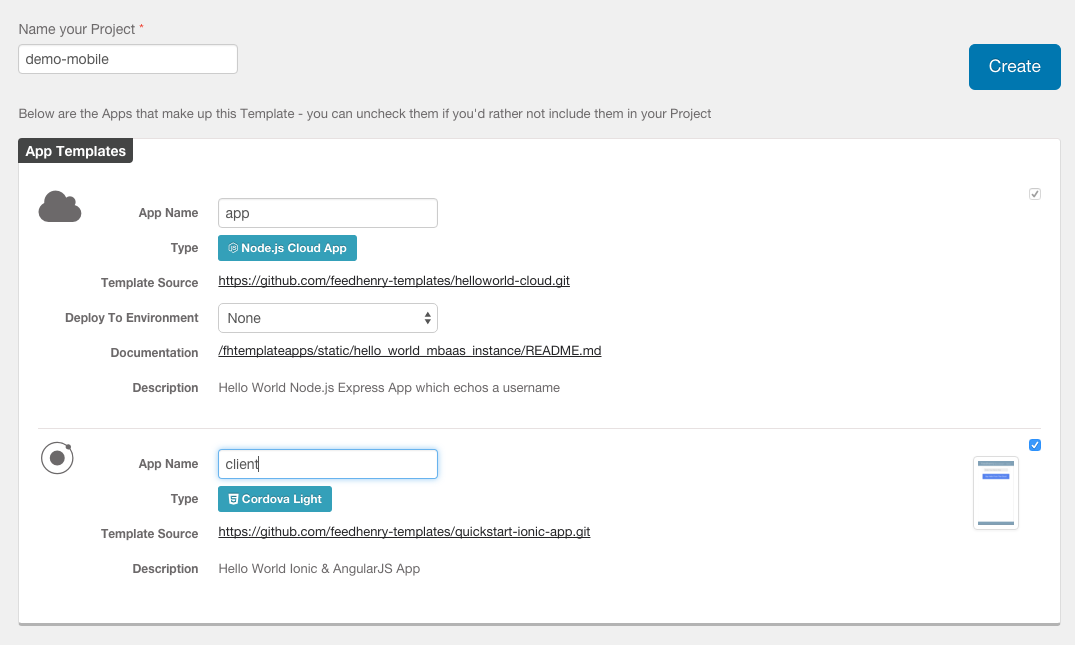 Name your Project *
demo-mobile
Create
Below are the Apps that make up this Template - you can uncheck them if you'd rather not include them in your Project
App Templates
App Name app
Type Node.js Cloud App
Template Source https://github.com/feedhenry-templates/helloworld-cloud.git
Deploy To Environment None
Documentation /fhtemplateapps/static/hello_world_mbaas_instance/README.md
Description Hello World Node.js Express App which echos a username
App Name client
Type Cordova Light
Template Source https://github.com/feedhenry-templates/quickstart-ionic-app.git
Description Hello World Ionic & AngularJS App